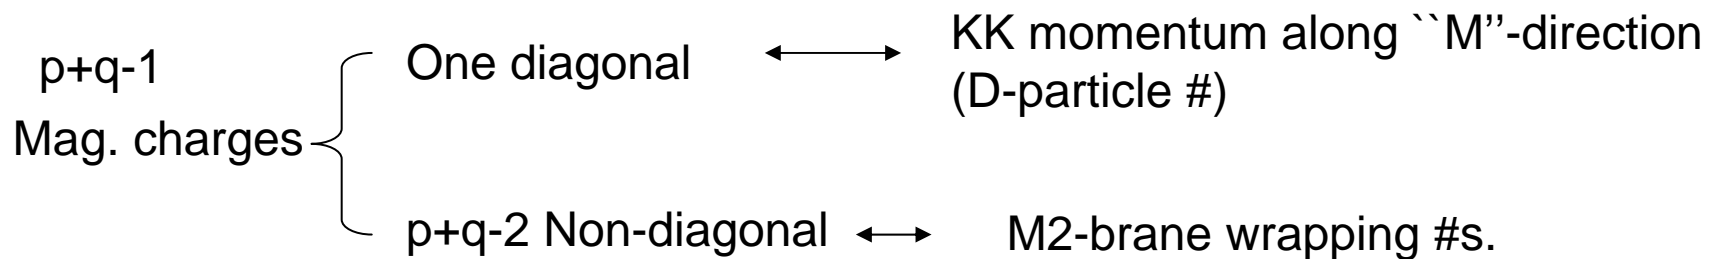 p+q-1
Mag. charges
One diagonal
KK momentum along ``M''-direction
(D-particle #)
p+q-2 Non-diagonal
M2-brane wrapping #s.